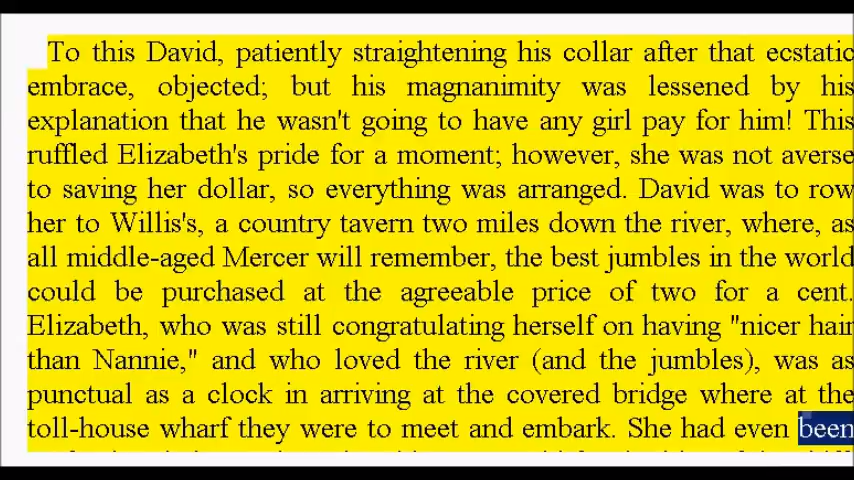 To this David, patiently straightening his collar after that ecstatic
embrace, objected; but his magnanimity was lessened by his
explanation that he wasn't going to have any girl pay for him! This
ruffled Elizabeth's pride for a moment; however, she was not averse
to saving her dollar, so everything was arranged. David was to row
her to Willis's, a country tavern two miles down the river, where, as
all middle-aged Mercer will remember, the best jumbles in the world
could be purchased at the agreeable price of two for a cent.
Elizabeth, who was still congratulating herself on having "nicer hair
than Nannie," and who loved the river (and the jumbles), was as
punctual as a clock in arriving at the covered bridge where at the
toll-house wharf they were to meet and embark. She had even been